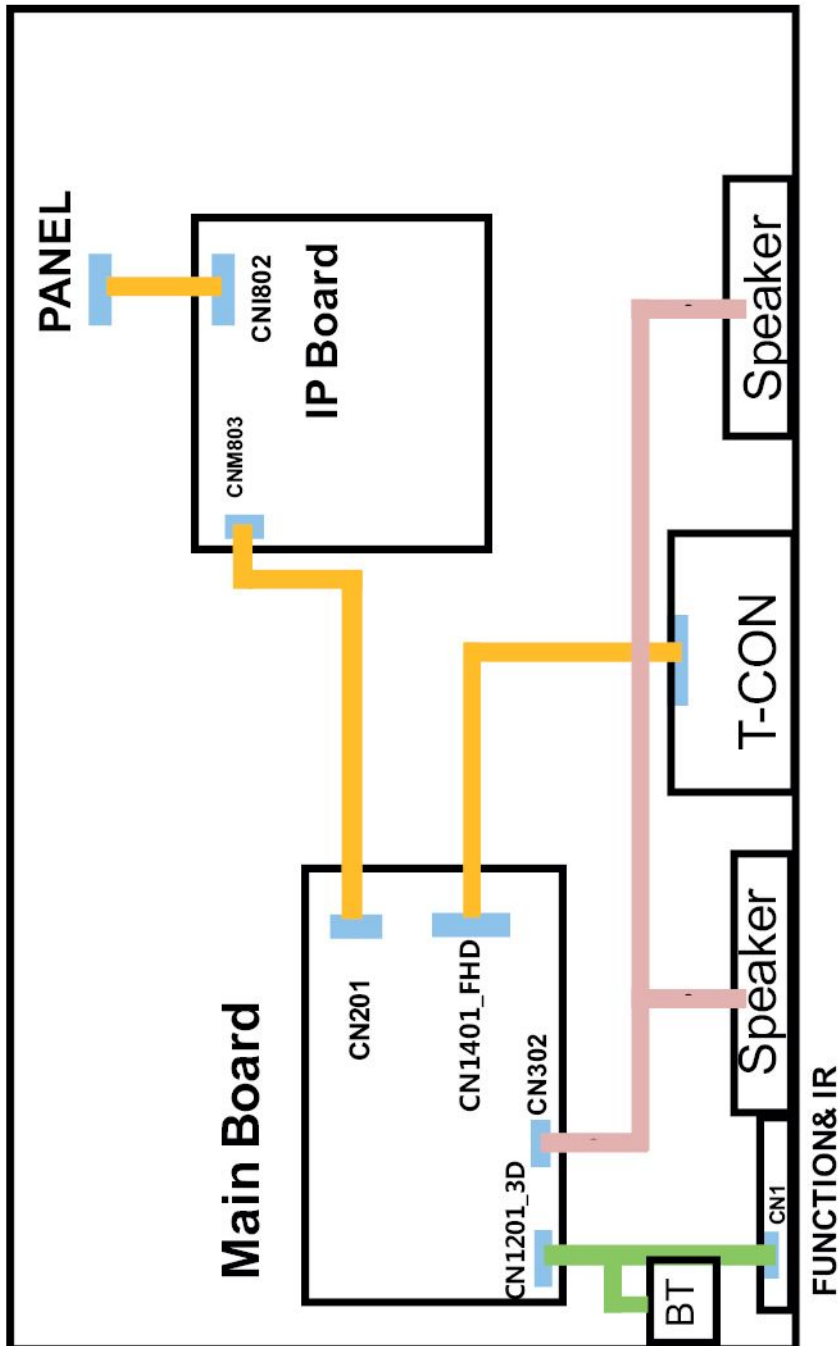 PANEL
CNI802
IP Board
CNM803
Speaker
T-CON
Main Board
CN201
CN1401_FHD
CN302
CN1201_3D
Speaker
CN1
BT
FUNCTION& IR